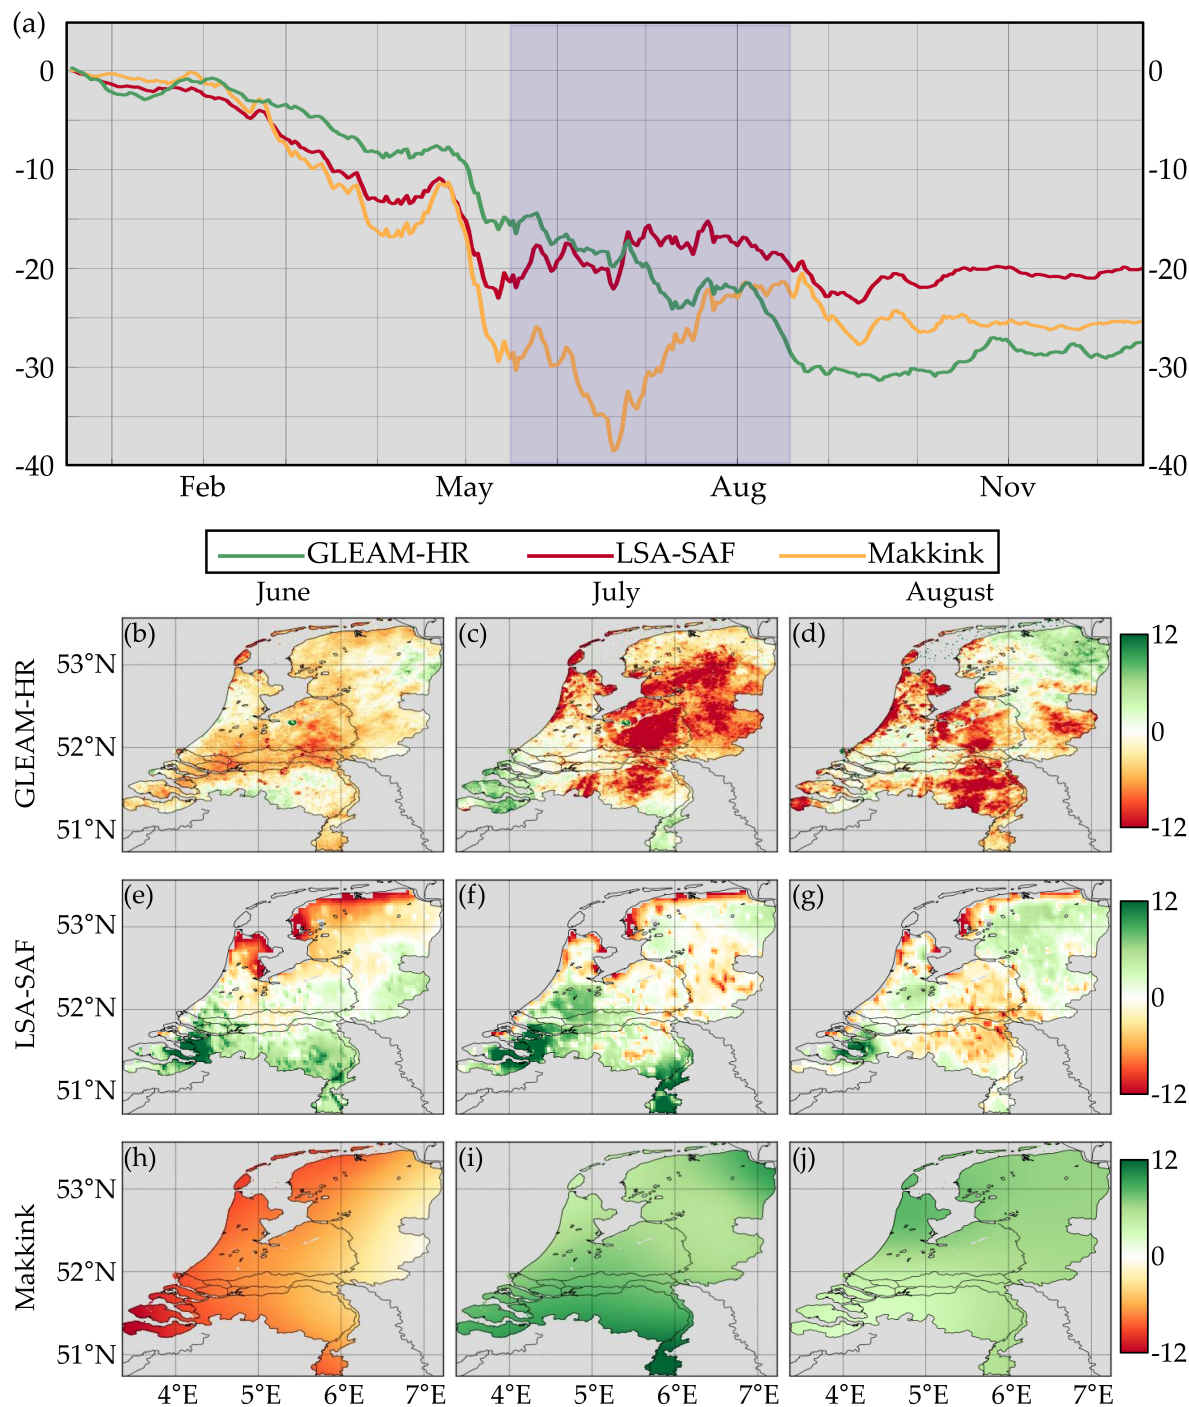 (a)
0 0
-10 -10
-20 -20
-30 -30
-40 -40
Feb May Aug Nov
GLEAM-HR LSA-SAF Makkink
June July August
(b) (c) (d)
GLEAM-HR
53°N
52°N
51°N
12
0
-12
(e) (f) (g)
LSA-SAF
53°N
52°N
51°N
12
0
-12
(h) (i) (j)
Makkink
53°N
52°N
51°N
12
0
-12
4°E 5°E 6°E 7°E 4°E 5°E 6°E 7°E 4°E 5°E 6°E 7°E